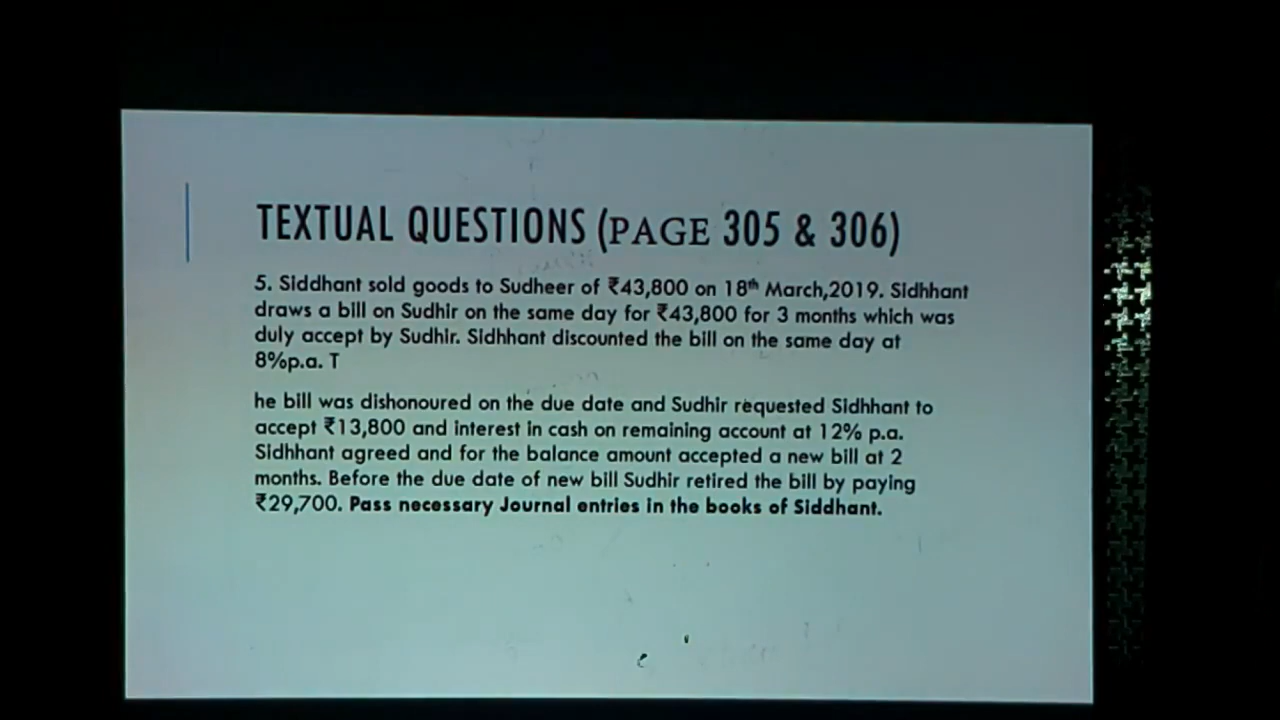 TEXTUAL QUESTIONS (PAGE 305 & 306)
5. Siddhant sold goods to Sudheer of ₹43,800 on 18th March,2019. Sidhhant
draws a bill on Sudhir on the same day for ₹43,800 for 3 months which was
duly accept by Sudhir. Sidhhant discounted the bill on the same day at
8%p.a. T
he bill was dishonoured on the due date and Sudhir requested Sidhhant to
accept ₹13,800 and interest in cash on remaining account at 12% p.a.
Sidhhant agreed and for the balance amount accepted a new bill at 2
months. Before the due date of new bill Sudhir retired the bill by paying
₹29,700. Pass necessary Journal entries in the books of Siddhant.